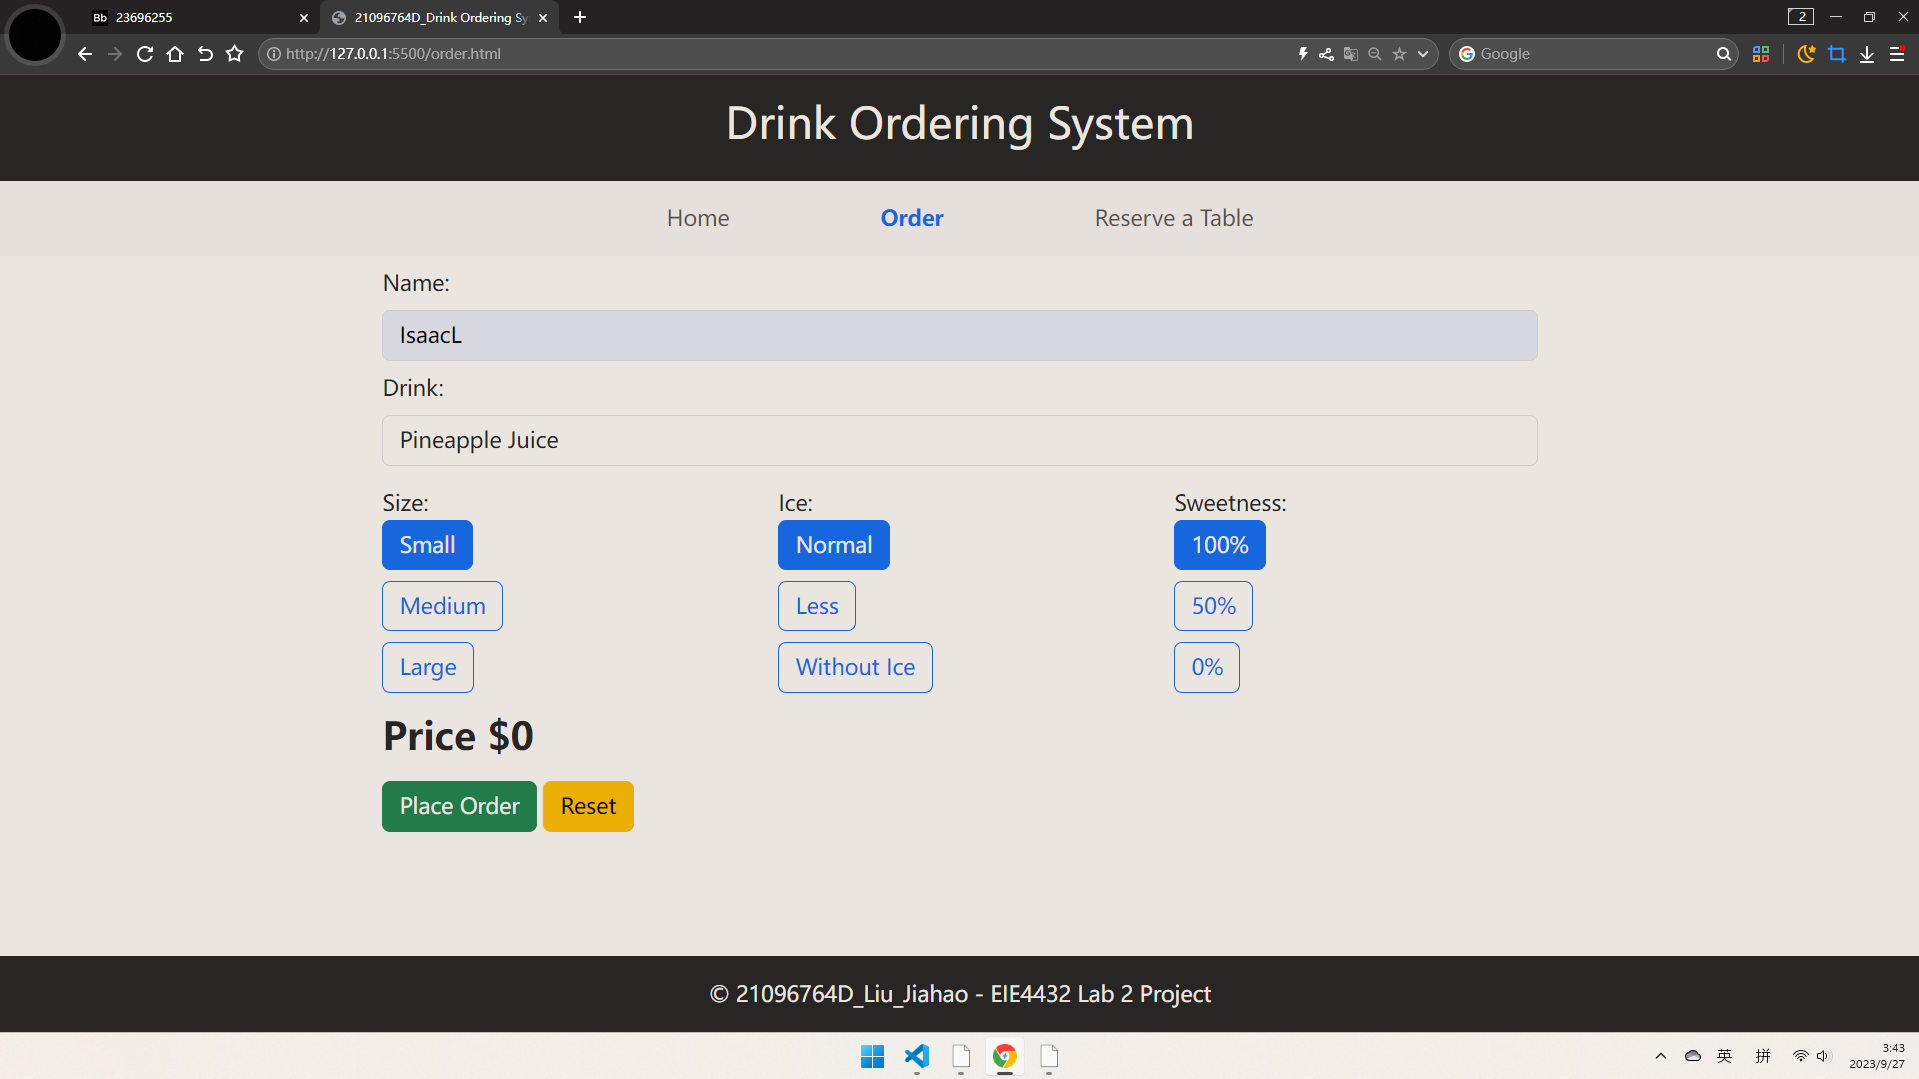 Bb 23696255
21096764D_Drink Ordering Sy
2
http://127.0.0.1:5500/order.html
Google
Drink Ordering System
Home Order Reserve a Table
Name:
IsaacL
Drink:
Pineapple Juice
Size: Ice: Sweetness:
Small Normal 100%
Medium Less 50%
Large Without Ice 0%
Price $0
Place Order Reset
© 21096764D_Liu_Jiahao - EIE4432 Lab 2 Project
英 拼 3:43
2023/9/27